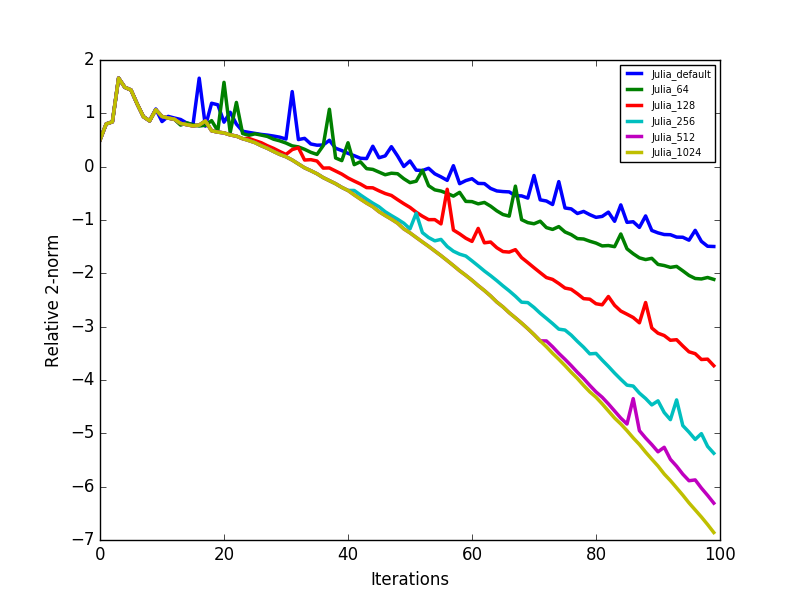 2
1
0
−1
−2
−3
−4
−5
−6
−7
Relative 2-norm
0 20 40 60 80 100
Iterations
Julia_default
Julia_64
Julia_128
Julia_256
Julia_512
Julia_1024